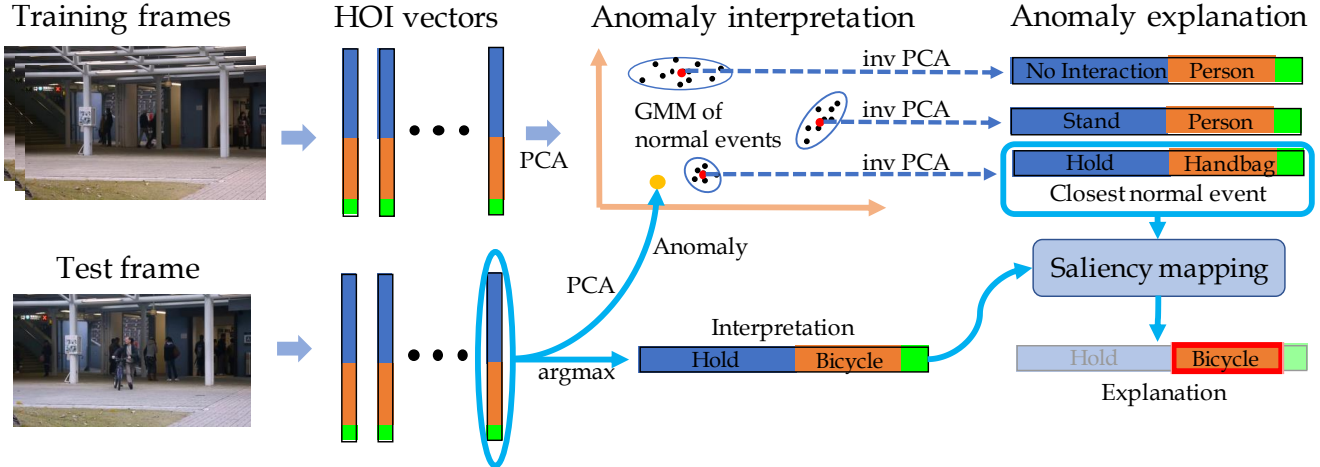 Training frames
HOI vectors
Anomaly interpretation
Anomaly explanation
inv PCA
No Interaction
Person
GMM of
normal events
inv PCA
Stand
Person
PCA
inv PCA
Hold
Handbag
Closest normal event
Anomaly
Test frame
PCA
Saliency mapping
Interpretation
argmax
Hold
Bicycle
Hold
Bicycle
Explanation